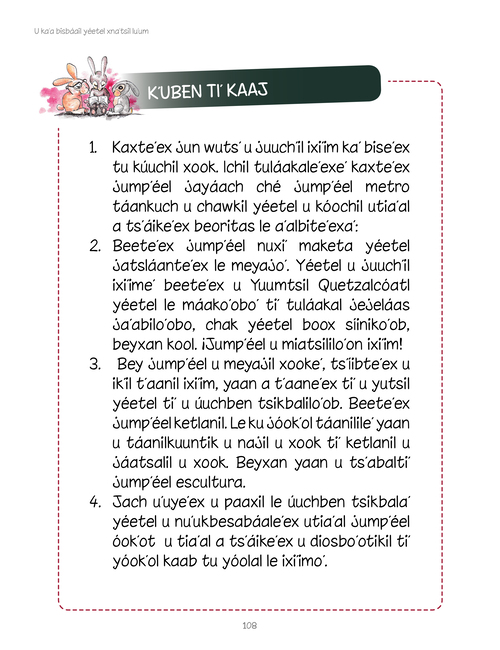 U ka'a bisbáail yéetel xna'tsil lu'um
K'UBEN TI' KAAJ
1. Kaxte'ex jun wuts' u juuch'il ixi'im ka' bise'ex
tu kúuchil xook. Ichil tuláakale'exe' kaxte'ex
jump'éel jayáach ché jump'éel metro
táankuch u chawkil yéetel u kóochil utia'al
a ts'áike'ex beoritas le a'albite'exa':
2. Beete'ex jump'éel nuxi' maketa yéetel
jatsláante'ex le meyajo'. Yéetel u juuch'il
ixi'ime' beete'ex u Yuumtsil Quetzalcóatl
yéetel le máako'obo' ti' tuláakal jejeláas
ja'abilo'obo, chak yéetel boox síiniko'ob,
beyxan kool. ¡Jump'éel u miatsililo'on ixi'im!
3. Bey jump'éel u meyajil xooke', ts'íibte'ex u
ik'il t'aanil ixi'im, yaan a t'aane'ex ti' u yutsil
yéetel ti' u úuchben tsikbalilo'ob. Beete'ex
jump'éel ketlanil. Le ku jóok'ol táanilile' yaan
u táanilkuuntik u najil u xook ti' ketlanil u
jáatsalil u xook. Beyxan yaan u ts'abalti'
jump'éel escultura.
4. Jach u'uye'ex u paaxil le úuchben tsikbala'
yéetel u nu'ukbesabáale'ex utia'al jump'éel
óok'ot u tia'al a ts'áike'ex u diosbo'otikil ti'
yóok'ol kaab tu yóolal le ixi'imo'.
108